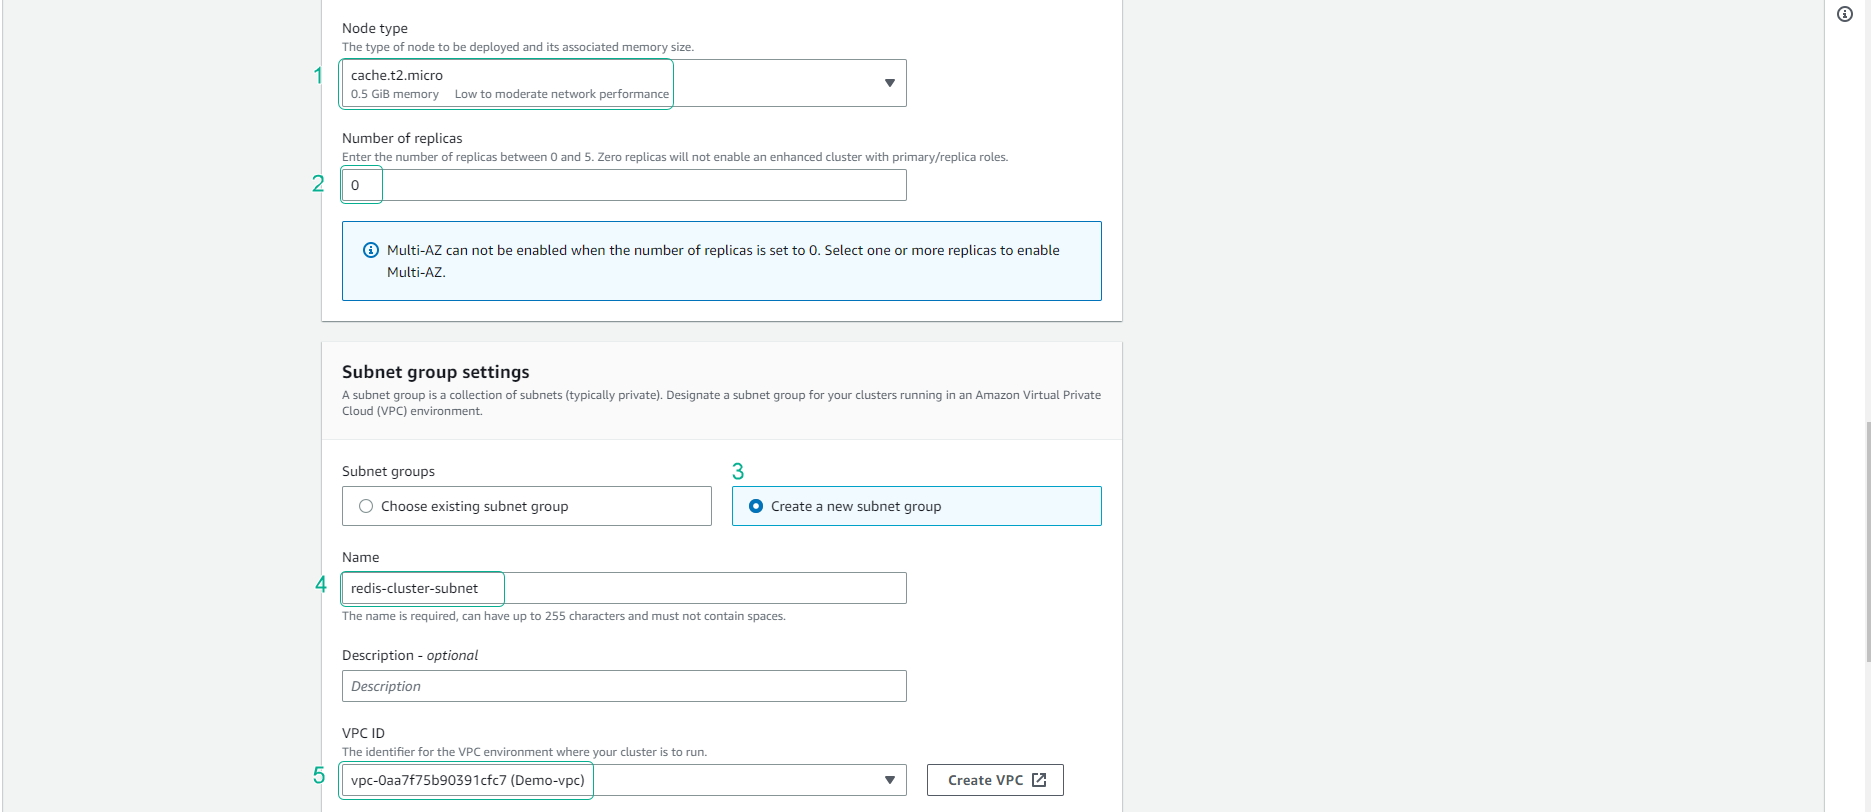 Node type
The type of node to be deployed and its associated memory size.
1
cache.t2.micro
0.5 GiB memory Low to moderate network performance
Number of replicas
Enter the number of replicas between 0 and 5. Zero replicas will not enable an enhanced cluster with primary/replica roles.
2
0
Multi-AZ can not be enabled when the number of replicas is set to 0. Select one or more replicas to enable
Multi-AZ.
Subnet group settings
A subnet group is a collection of subnets (typically private). Designate a subnet group for your clusters running in an Amazon Virtual Private
Cloud (VPC) environment.
Subnet groups
3
Choose existing subnet group
Create a new subnet group
Name
4
redis-cluster-subnet
The name is required, can have up to 255 characters and must not contain spaces.
Description - optional
Description
VPC ID
The identifier for the VPC environment where your cluster is to run.
5
vpc-0aa7f75b90391cfc7 (Demo-vpc)
Create VPC